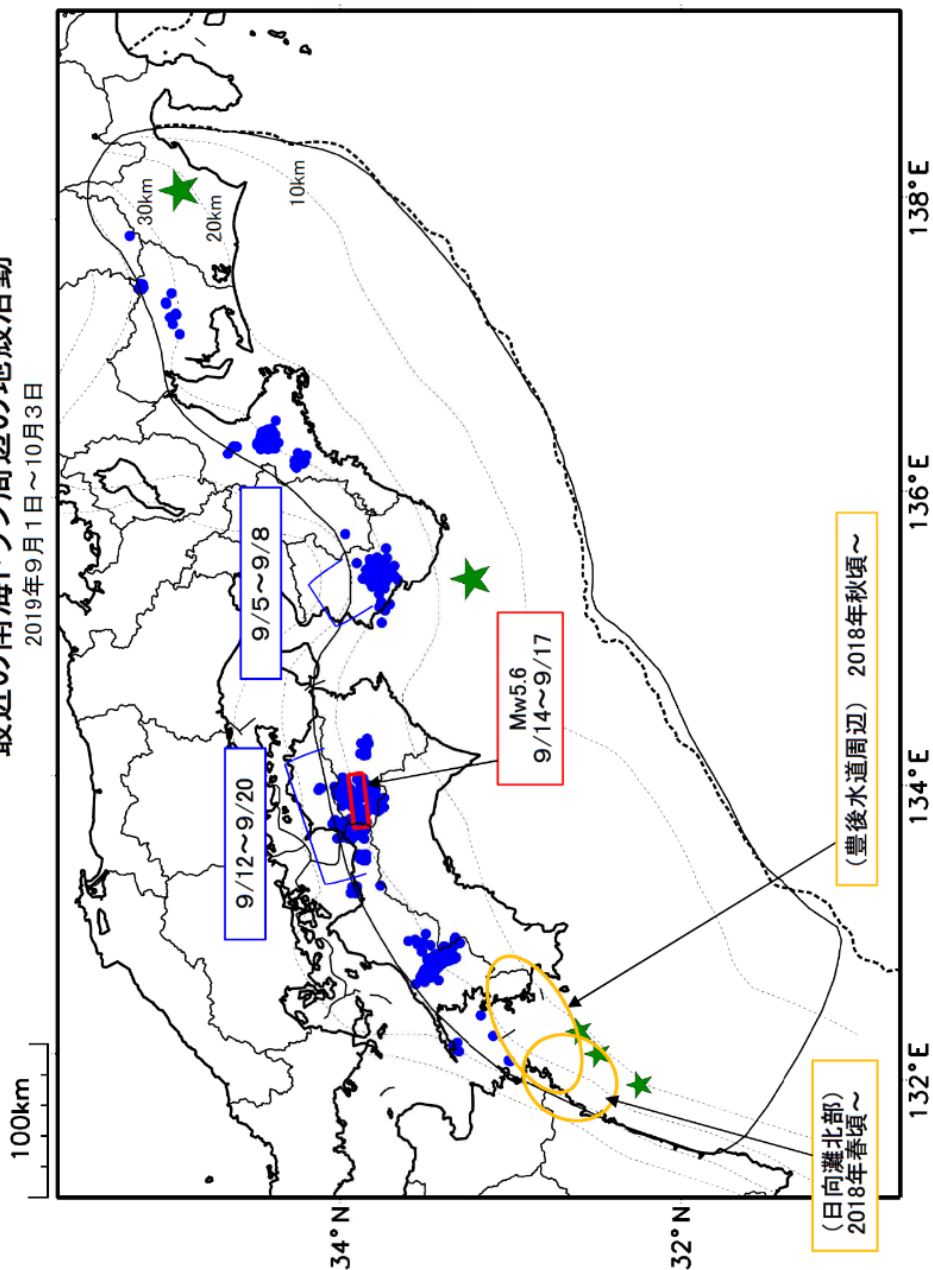 最近の南海トラフ周辺の地殻活動
2019年9月1日～10月3日
100km
30km
20km
10km
9/5～9/8
9/12～9/20
Mw5.6
9/14～9/17
(豊後水道周辺) 2018年秋頃～
(日向灘北部)
2018年春頃～
34°N
32°N
132°E
134°E
136°E
138°E